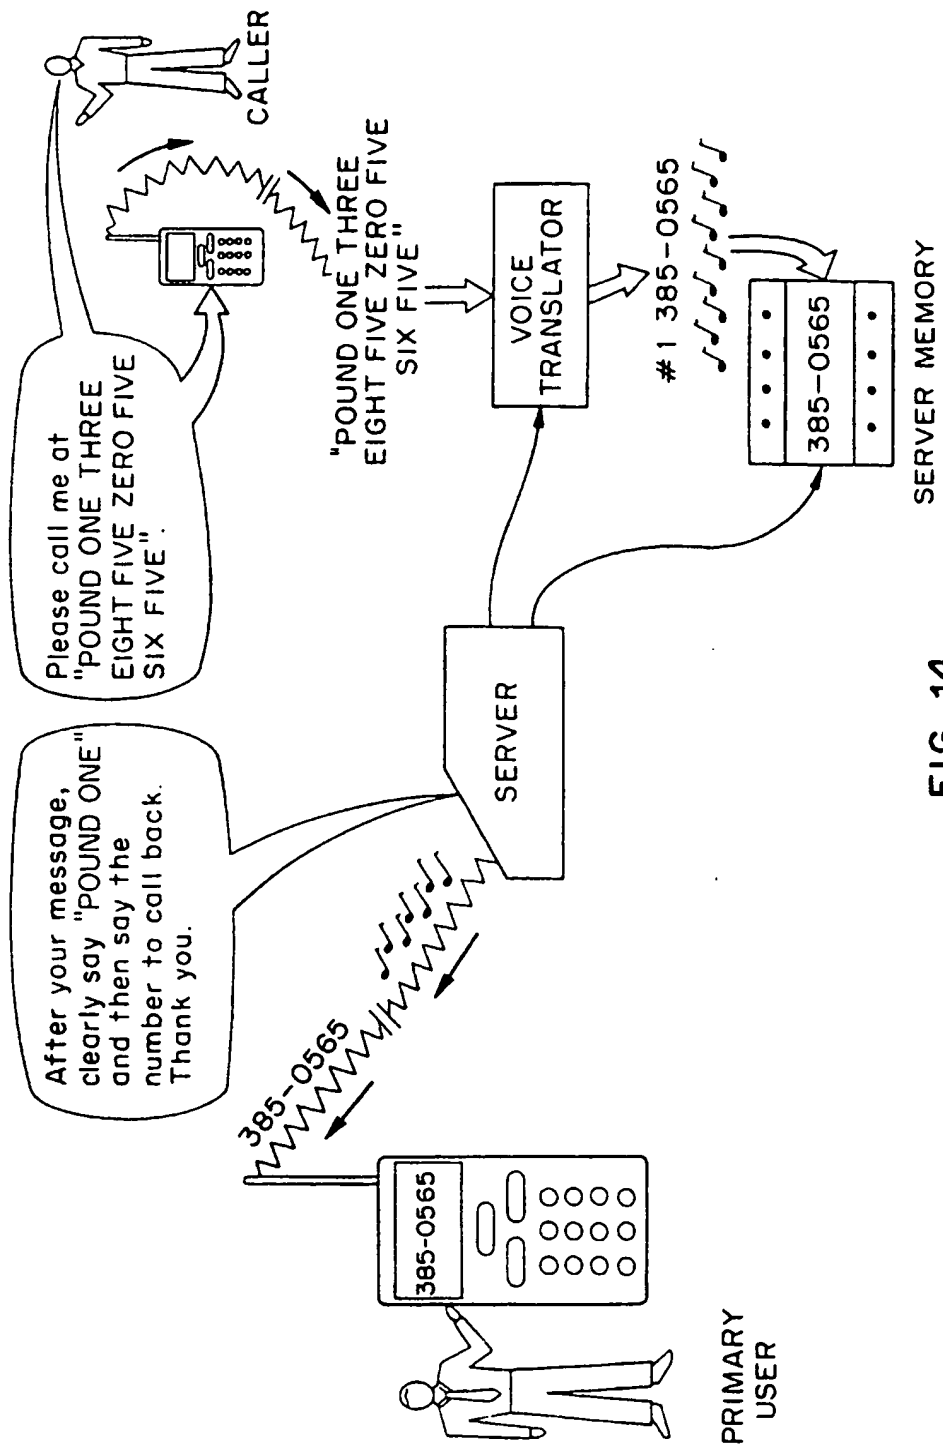 After your message,
clearly say "POUND ONE"
and then say the
number to call back.
Thank you.
Please call me at
"POUND ONE THREE
EIGHT FIVE ZERO FIVE
SIX FIVE".
CALLER
"POUND ONE THREE
EIGHT FIVE ZERO FIVE
SIX FIVE"
VOICE
TRANSLATOR
#1 385-0565
385-0565
SERVER MEMORY
SERVER
385-0565
385-0565
PRIMARY
USER